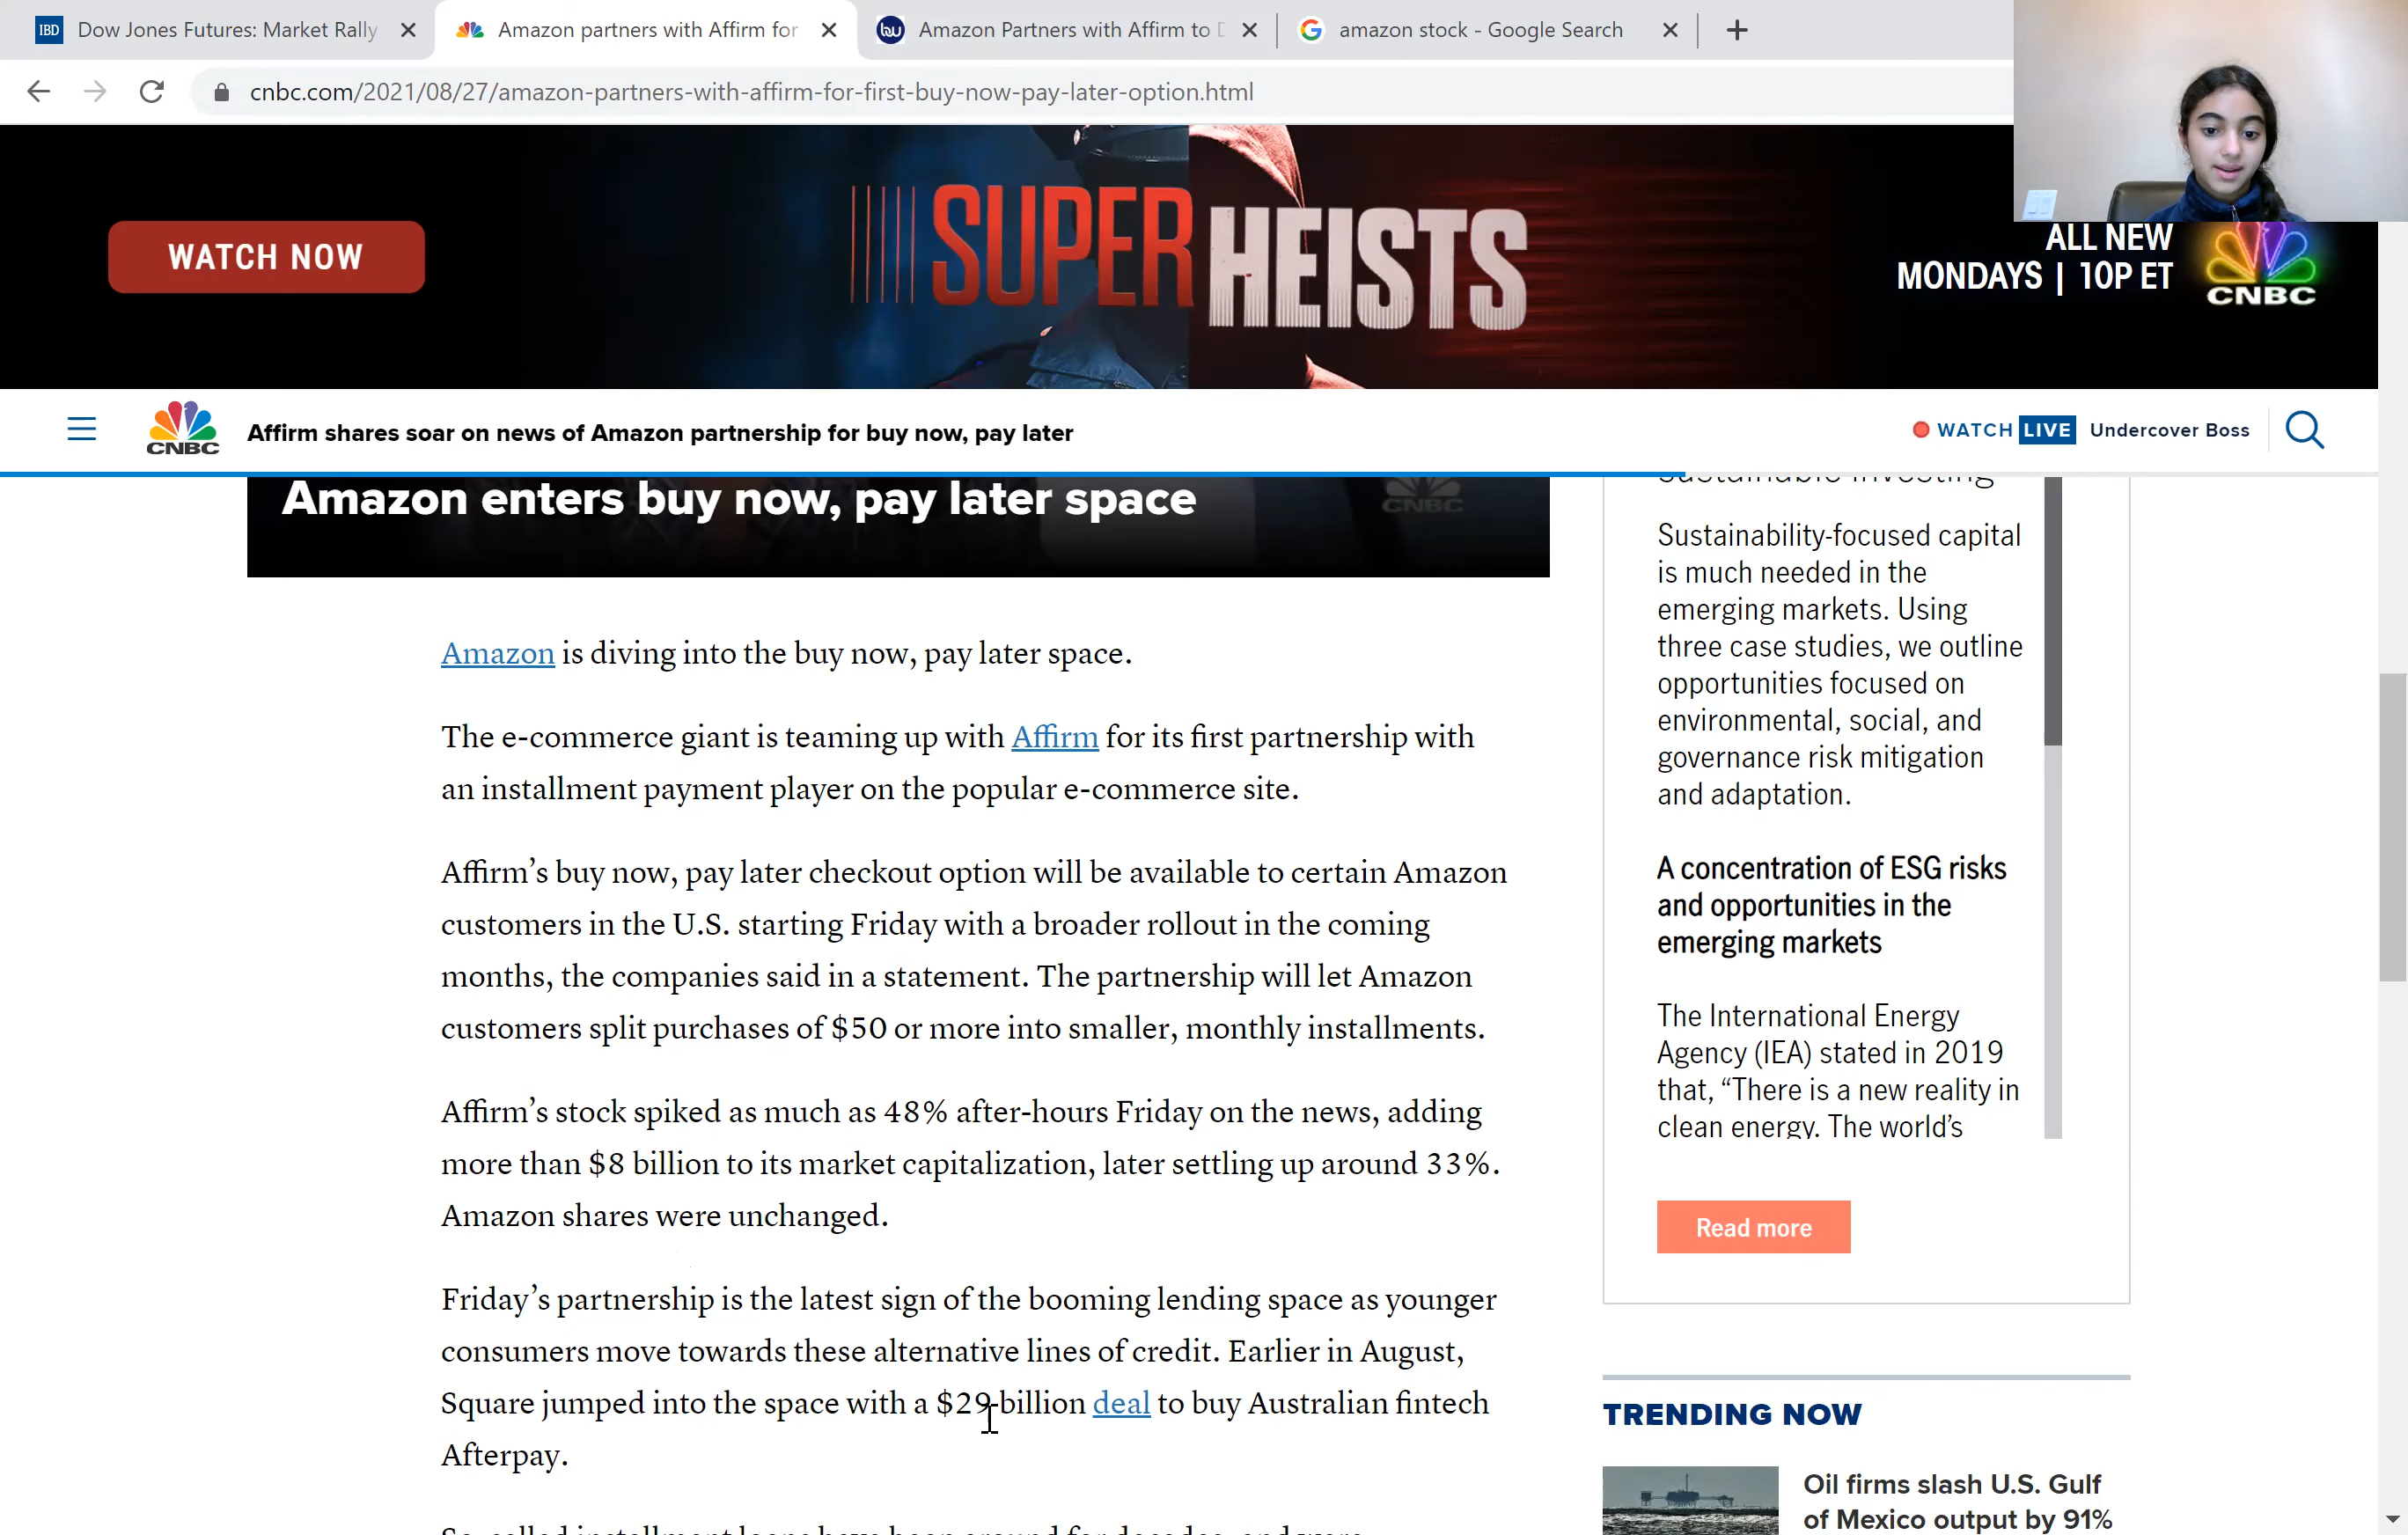 IBD Dow Jones Futures: Market Rally
Amazon partners with Affirm for
Amazon Partners with Affirm to D
amazon stock - Google Search
cnbc.com/2021/08/27/amazon-partners-with-affirm-for-first-buy-now-pay-later-option.html
WATCH NOW
SUPER HEISTS
ALL NEW
MONDAYS | 10P ET
CNBC
CNBC
Affirm shares soar on news of Amazon partnership for buy now, pay later
WATCH LIVE Undercover Boss
Amazon enters buy now, pay later space
CNBC
Amazon is diving into the buy now, pay later space.
The e-commerce giant is teaming up with Affirm for its first partnership with
an installment payment player on the popular e-commerce site.
Affirm’s buy now, pay later checkout option will be available to certain Amazon
customers in the U.S. starting Friday with a broader rollout in the coming
months, the companies said in a statement. The partnership will let Amazon
customers split purchases of $50 or more into smaller, monthly installments.
Affirm’s stock spiked as much as 48% after-hours Friday on the news, adding
more than $8 billion to its market capitalization, later settling up around 33%.
Amazon shares were unchanged.
Friday’s partnership is the latest sign of the booming lending space as younger
consumers move towards these alternative lines of credit. Earlier in August,
Square jumped into the space with a $29 billion deal to buy Australian fintech
Afterpay.
So-called installment loans have been around for decades, and were
Sustainable investing
Sustainability-focused capital
is much needed in the
emerging markets. Using
three case studies, we outline
opportunities focused on
environmental, social, and
governance risk mitigation
and adaptation.
A concentration of ESG risks
and opportunities in the
emerging markets
The International Energy
Agency (IEA) stated in 2019
that, “There is a new reality in
clean energy. The world’s
Read more
TRENDING NOW
Oil firms slash U.S. Gulf
of Mexico output by 91%